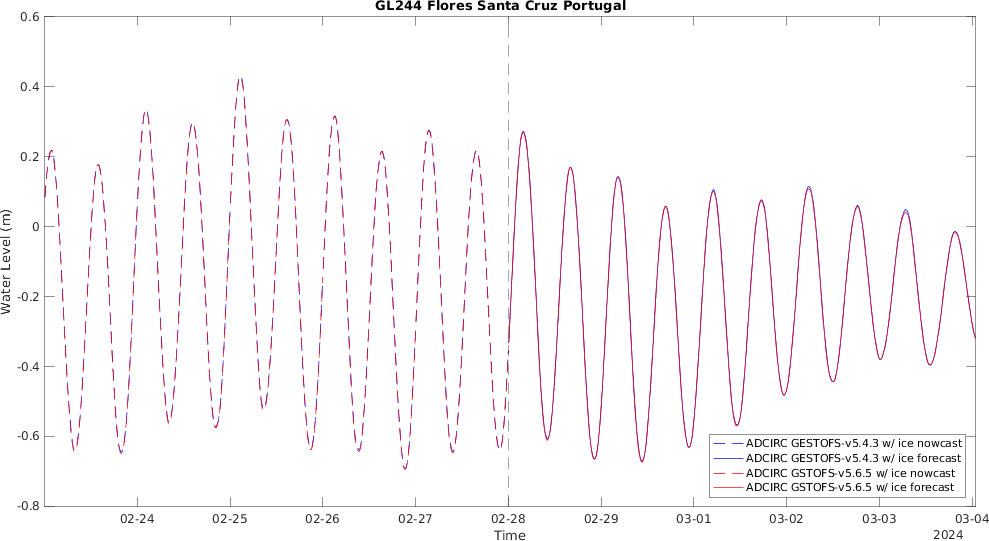 GL244 Flores Santa Cruz Portugal
0.6
0.4
0.2
0
-0.2
-0.4
-0.6
-0.8
Water Level (m)
ADCIRC GESTOFS-v5.4.3 w/ ice nowcast
ADCIRC GESTOFS-v5.4.3 w/ ice forecast
ADCIRC GSTOFS-v5.6.5 w/ ice nowcast
ADCIRC GSTOFS-v5.6.5 w/ ice forecast
02-24 02-25 02-26 02-27 02-28 02-29 03-01 03-02 03-03 03-04
Time
2024